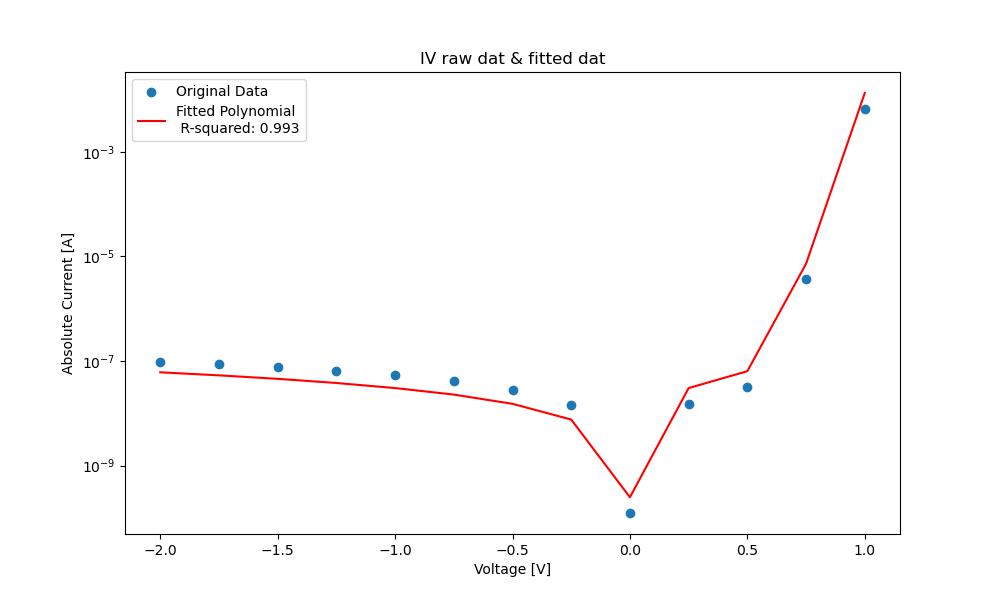 IV raw dat & fitted dat
Original Data
Fitted Polynomial
R-squared: 0.993
Absolute Current [A]
10⁻³
10⁻⁵
10⁻⁷
10⁻⁹
−2.0 −1.5 −1.0 −0.5 0.0 0.5 1.0
Voltage [V]